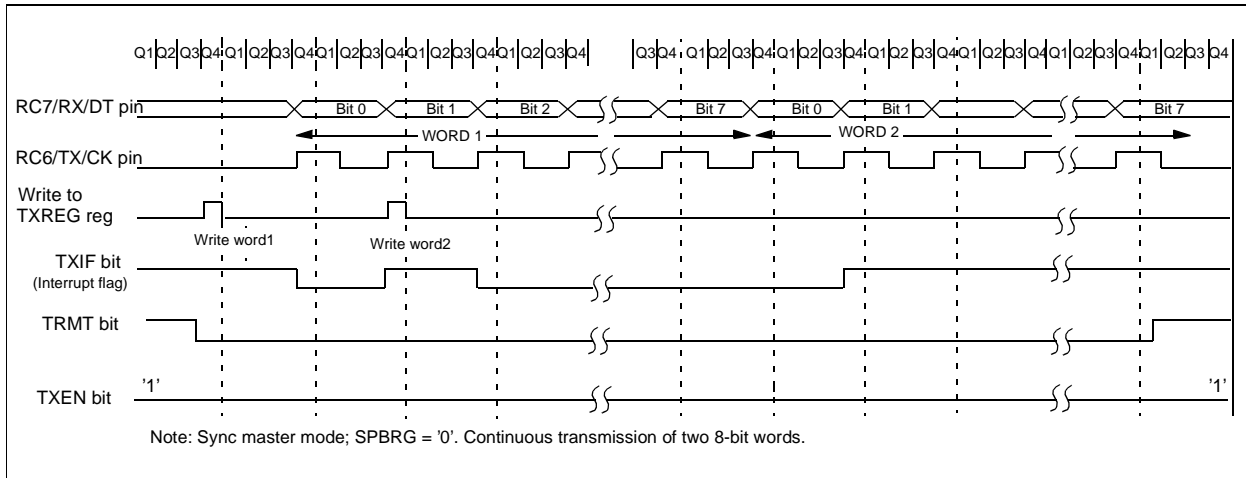 Q1 Q2 Q3 Q4 Q1 Q2 Q3 Q4 Q1 Q2 Q3 Q4 Q1 Q2 Q3 Q4 Q1 Q2 Q3 Q4 Q3 Q4 Q1 Q2 Q3 Q4 Q1 Q2 Q3 Q4 Q1 Q2 Q3 Q4 Q1 Q2 Q3 Q4 Q1 Q2 Q3 Q4 Q1 Q2 Q3 Q4
RC7/RX/DT pin Bit 0 Bit 1 Bit 2 Bit 7 Bit 0 Bit 1 Bit 7
WORD 1 WORD 2
RC6/TX/CK pin
Write to
TXREG reg
Write word1 Write word2
TXIF bit
(Interrupt flag)
TRMT bit
TXEN bit '1' '1'
Note: Sync master mode; SPBRG = '0'. Continuous transmission of two 8-bit words.